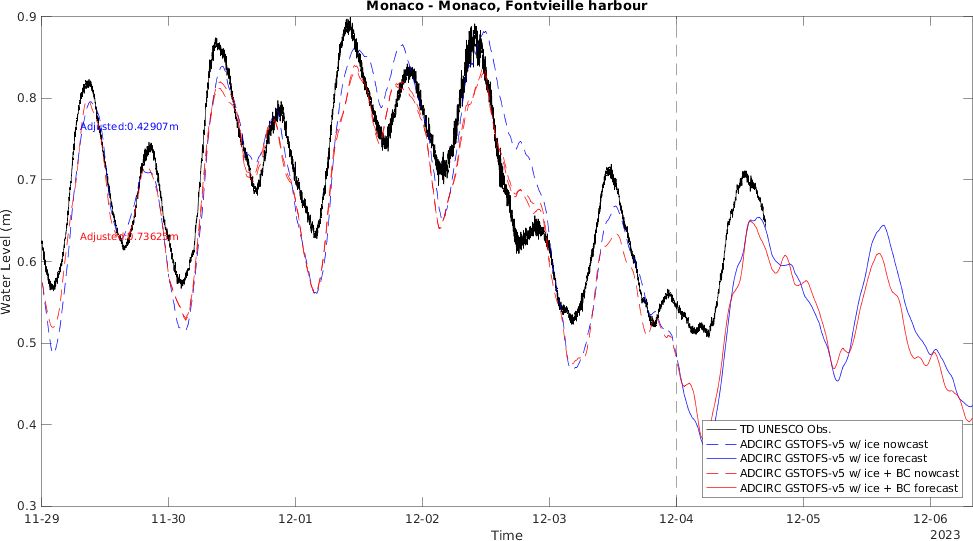 Monaco - Monaco, Fontvieille harbour
Water Level (m)
0.9
0.8
0.7
0.6
0.5
0.4
0.3
Adjusted:0.42907m
Adjusted:0.73625m
TD UNESCO Obs.
ADCIRC GSTOFS-v5 w/ ice nowcast
ADCIRC GSTOFS-v5 w/ ice forecast
ADCIRC GSTOFS-v5 w/ ice + BC nowcast
ADCIRC GSTOFS-v5 w/ ice + BC forecast
11-29 11-30 12-01 12-02 12-03 12-04 12-05 12-06
Time
2023